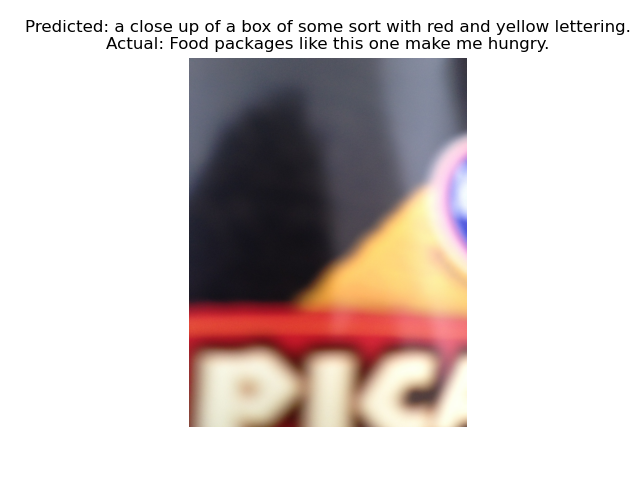 Predicted: a close up of a box of some sort with red and yellow lettering.
Actual: Food packages like this one make me hungry.
PICA